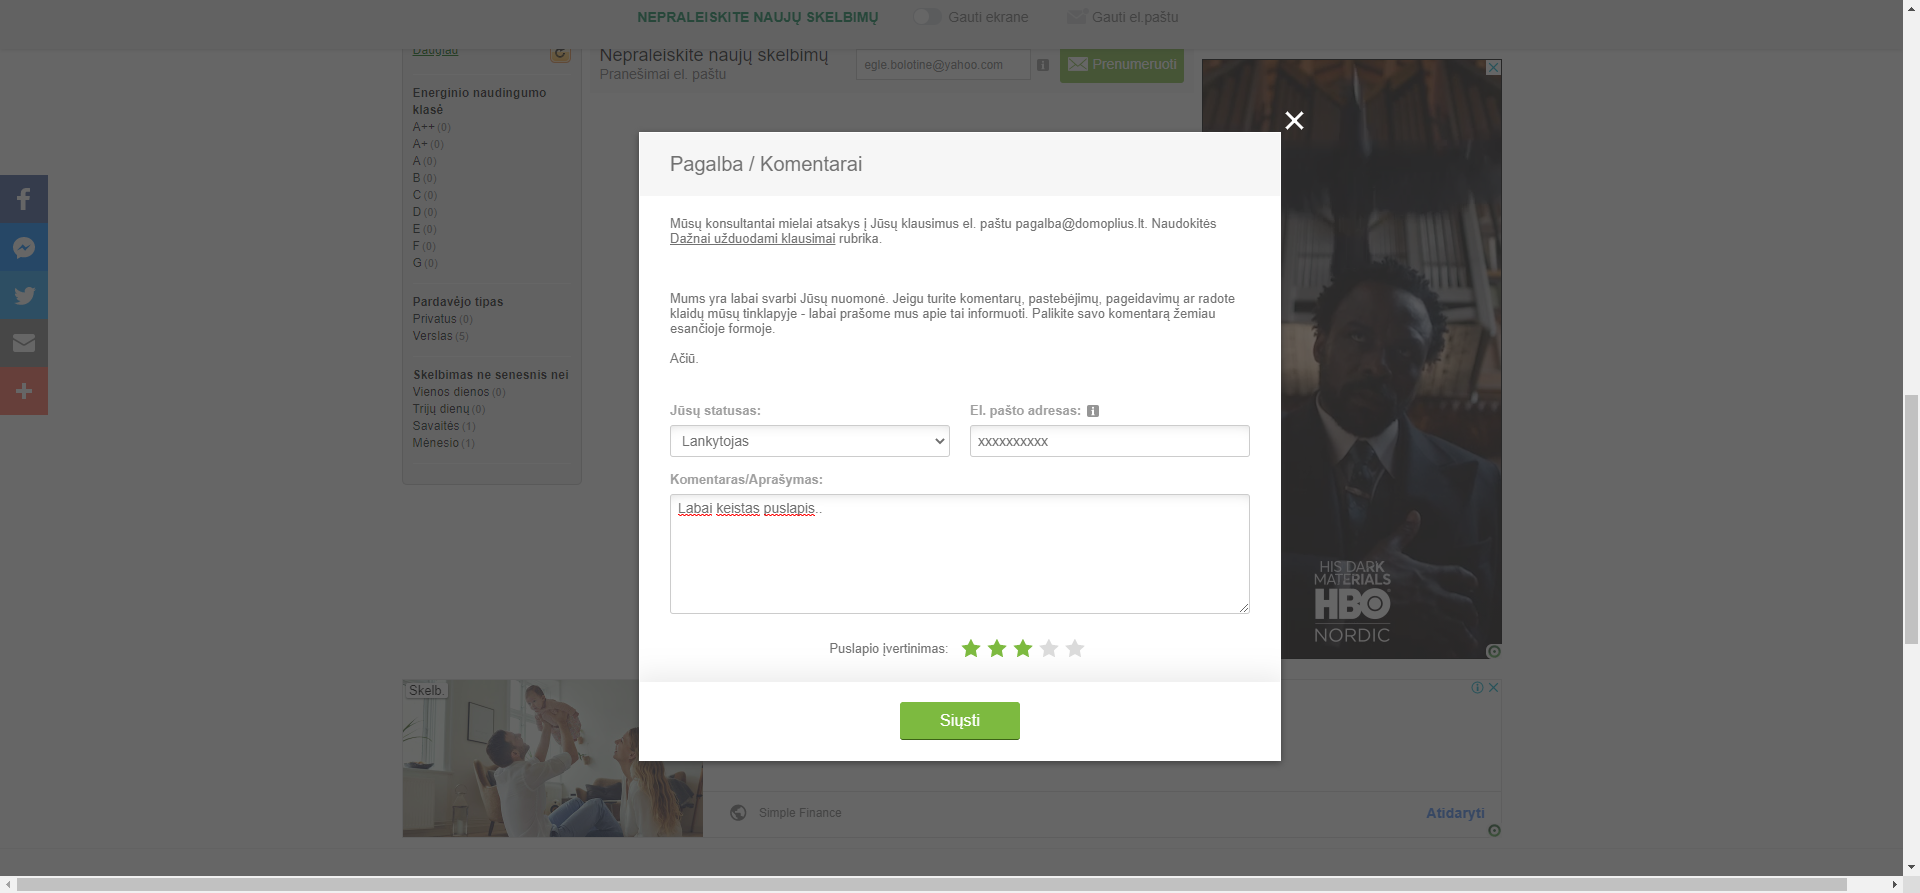 NEPRALEISKITE NAUJŲ SKELBIMŲ
Gauti ekrane
Gauti el.paštu
Daugiau
Nepraleiskite naujų skelbimų
Pranešimai el. paštu
egle.bolotine@yahoo.com
Prenumeruoti
Energinio naudingumo
klasė
A++ (0)
A+ (0)
A (0)
B (0)
C (0)
D (0)
E (0)
F (0)
G (0)
Pardavėjo tipas
Privatus (0)
Verslas (5)
Skelbimas ne senesnis nei
Vienos dienos (0)
Trijų dienų (0)
Savaitės (1)
Mėnesio (1)
Pagalba / Komentarai
Mūsų konsultantai mielai atsakys į Jūsų klausimus el. paštu pagalba@domoplius.lt. Naudokitės
Dažnai užduodami klausimai rubrika.
Mums yra labai svarbi Jūsų nuomonė. Jeigu turite komentarų, pastebėjimų, pageidavimų ar radote
klaidų mūsų tinklapyje - labai prašome mus apie tai informuoti. Palikite savo komentarą žemiau
esančioje formoje.
Ačiū.
Jūsų statusas:
El. pašto adresas:
Lankytojas
xxxxxxxxxx
Komentaras/Aprašymas:
Labai keistas puslapis..
Puslapio įvertinimas:
Siųsti
HIS DARK
MATERIALS
HBO
NORDIC
Skelb.
Simple Finance
Atidaryti